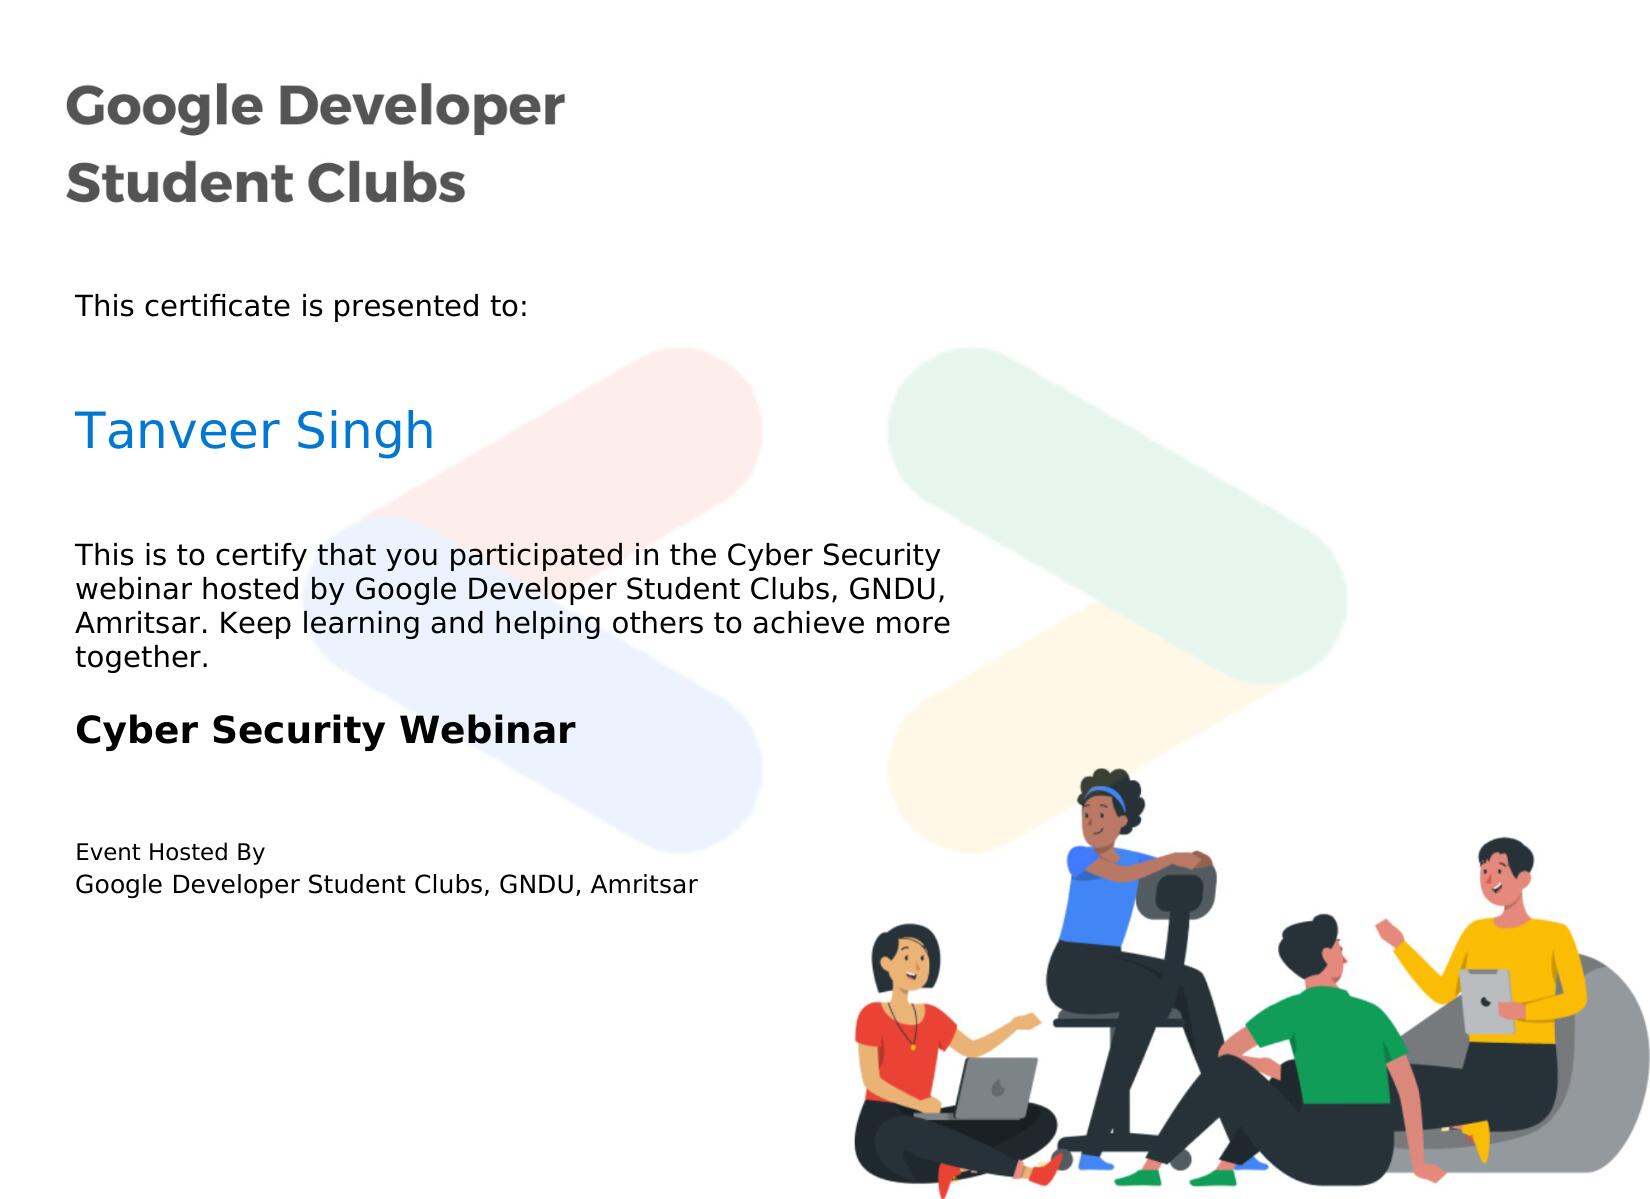 Google Developer
Student Clubs
This certificate is presented to:
Tanveer Singh
This is to certify that you participated in the Cyber Security
webinar hosted by Google Developer Student Clubs, GNDU,
Amritsar. Keep learning and helping others to achieve more
together.
Cyber Security Webinar
Event Hosted By
Google Developer Student Clubs, GNDU, Amritsar